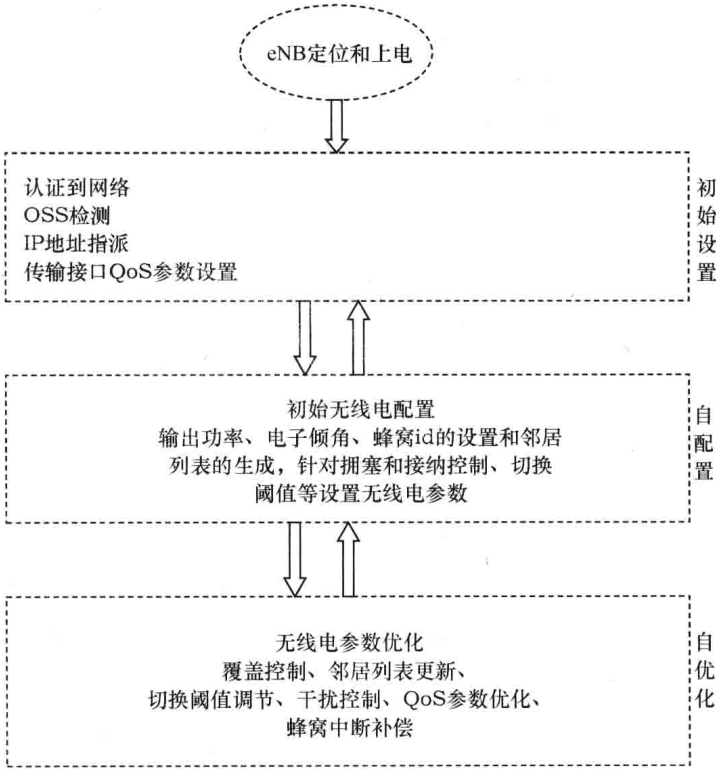 eNB定位和上电
认证到网络
OSS检测
IP地址指派
传输接口QoS参数设置
初始设置
初始无线电配置
输出功率、电子倾角、蜂窝id的设置和邻居
列表的生成，针对拥塞和接纳控制、切换
阈值等设置无线电参数
自配置
无线电参数优化
覆盖控制、邻居列表更新、
切换阈值调节、干扰控制、QoS参数优化、
蜂窝中断补偿
自优化